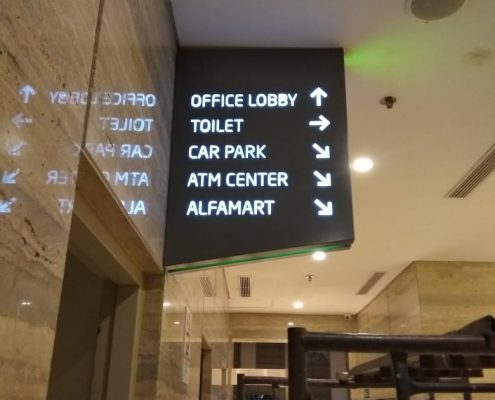 OFFICE LOBBY ↑
TOILET →
CAR PARK ↘
ATM CENTER ↘
ALFAMART ↘